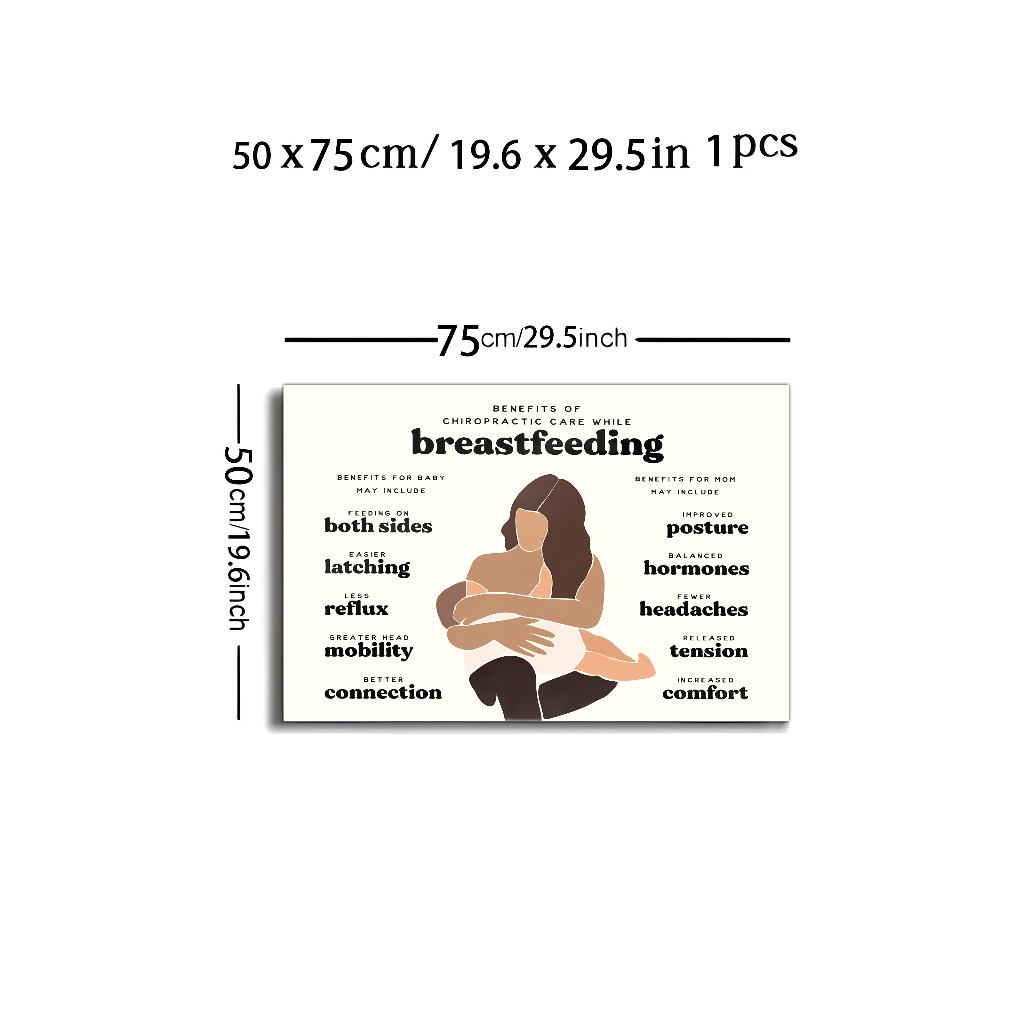 50 x 75 cm/ 19.6 x 29.5 in 1 pcs
75cm/29.5inch
50cm/19.6inch
BENEFITS OF
CHIROPRACTIC CARE WHILE
breastfeeding
BENEFITS FOR BABY
MAY INCLUDE
FEEDING ON
both sides
EASIER
latching
LESS
reflux
GREATER HEAD
mobility
BETTER
connection
BENEFITS FOR MOM
MAY INCLUDE
IMPROVED
posture
BALANCED
hormones
FEWER
headaches
RELEASED
tension
INCREASED
comfort